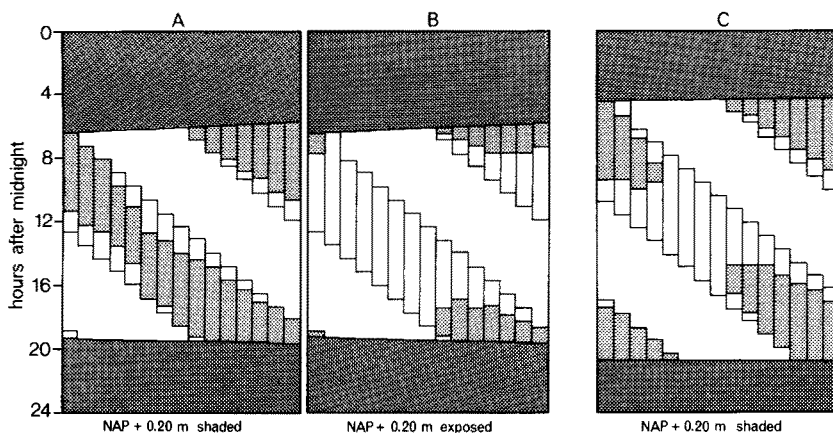 A B C
0
4
8
12
16
20
24
hours after midnight
NAP + 0.20 m shaded
NAP + 0.20 m exposed
NAP + 0.20 m shaded